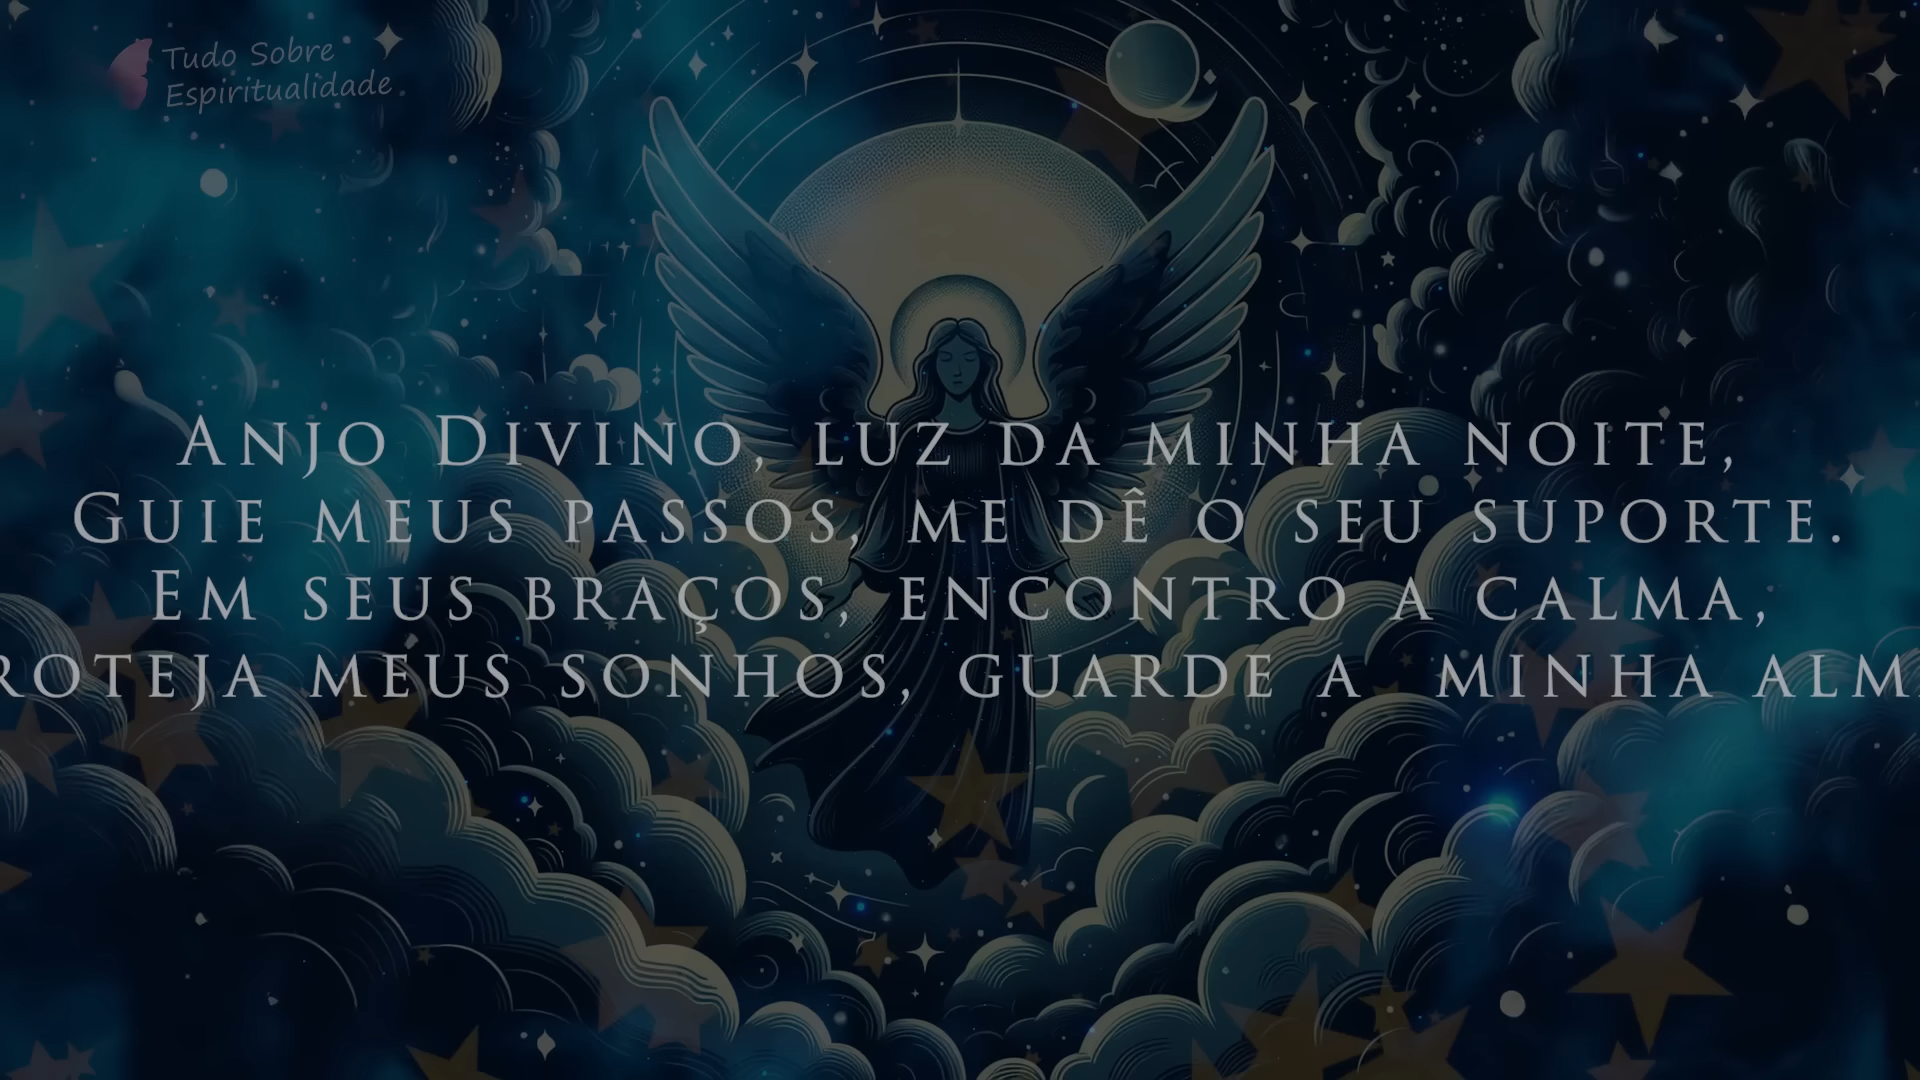 Tudo Sobre
Espiritualidade
Anjo Divino, luz da minha noite,
Guie meus passos, me dê o seu suporte.
Em seus braços, encontro a calma,
roteja meus sonhos, guarde a minha alm